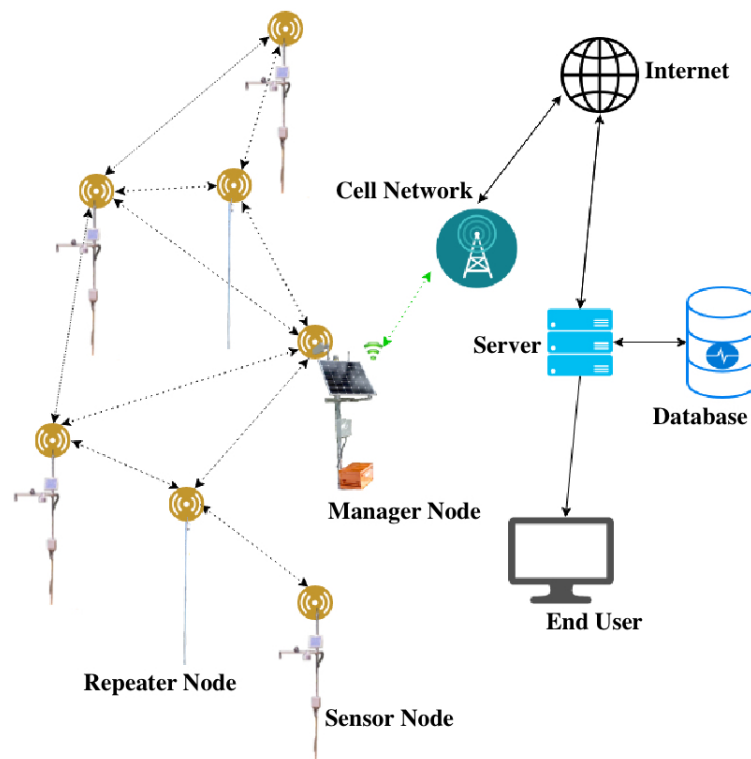 Internet
Cell Network
Server
Database
Manager Node
End User
Repeater Node
Sensor Node